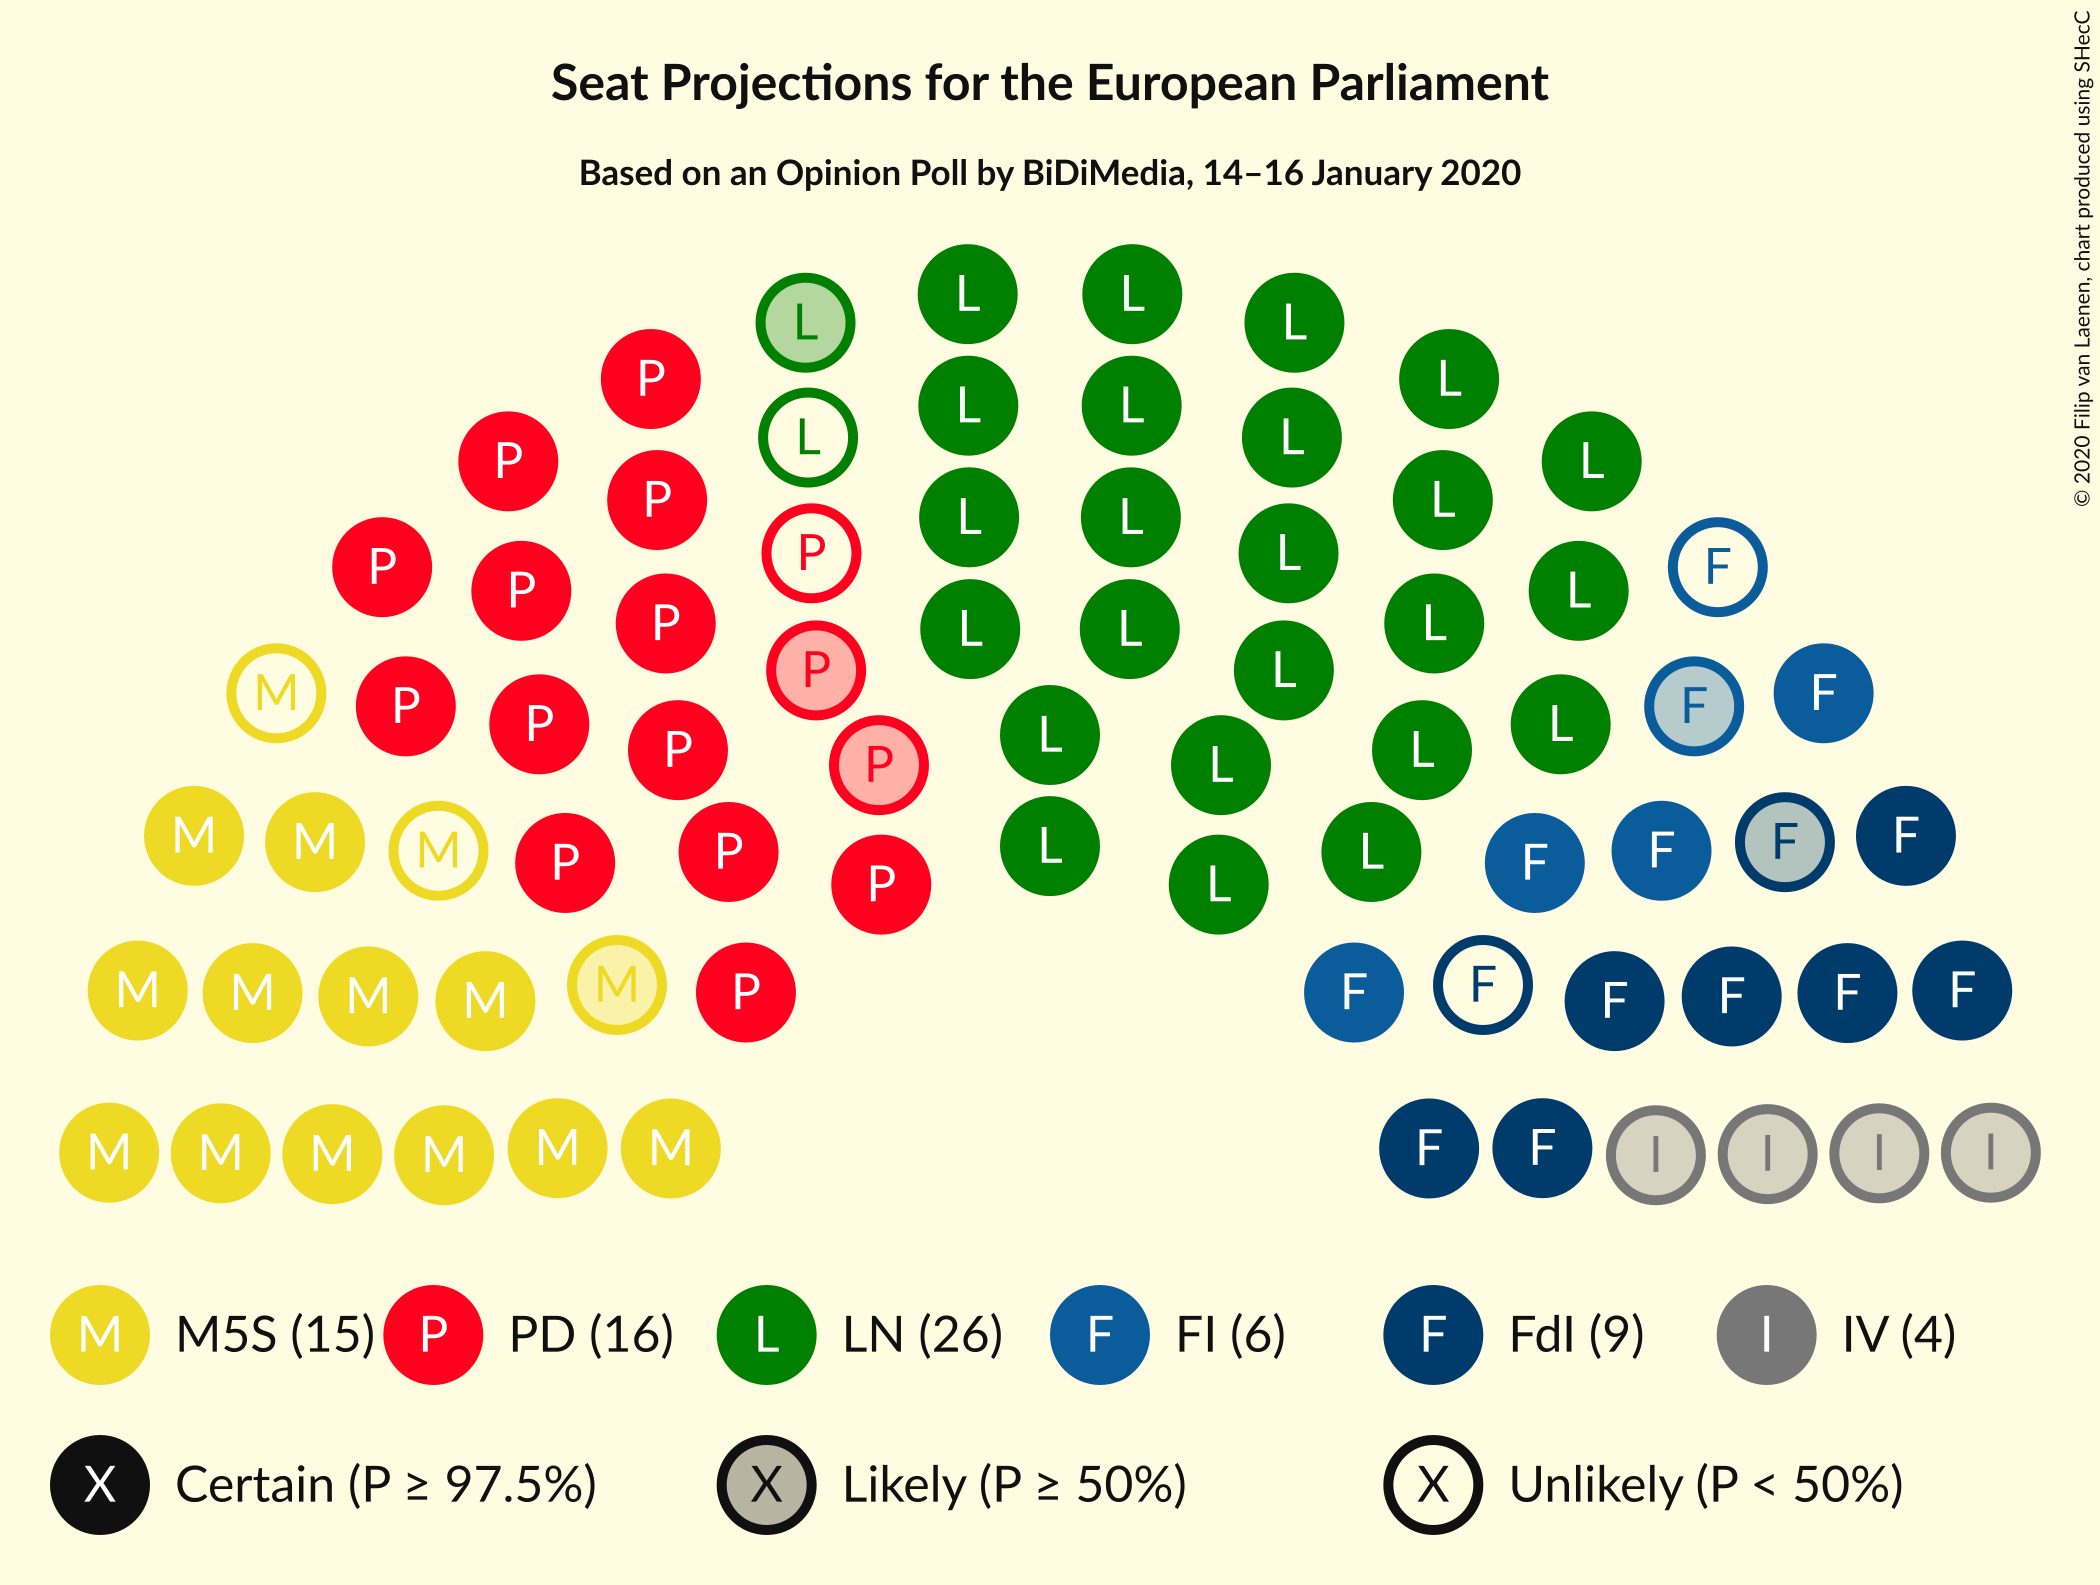 Seat Projections for the European Parliament
Based on an Opinion Poll by BiDiMedia, 14–16 January 2020
© 2020 Filip van Laenen, chart produced using SHecC
L L
L L
P L
L L
L L
P L L
P P L L
L L
P L
P P L L F
P L
P L L
P L
M F
P F
P L
P L
P L
P L
M F
M F
M F
P L L
P F
P L
M F
P F
M M M M M F F F F F
M M M M M M F F I I I I
M M5S (15) P PD (16) L LN (26) F FI (6) F FdI (9) I IV (4)
X Certain (P ≥ 97.5%) X Likely (P ≥ 50%) X Unlikely (P < 50%)